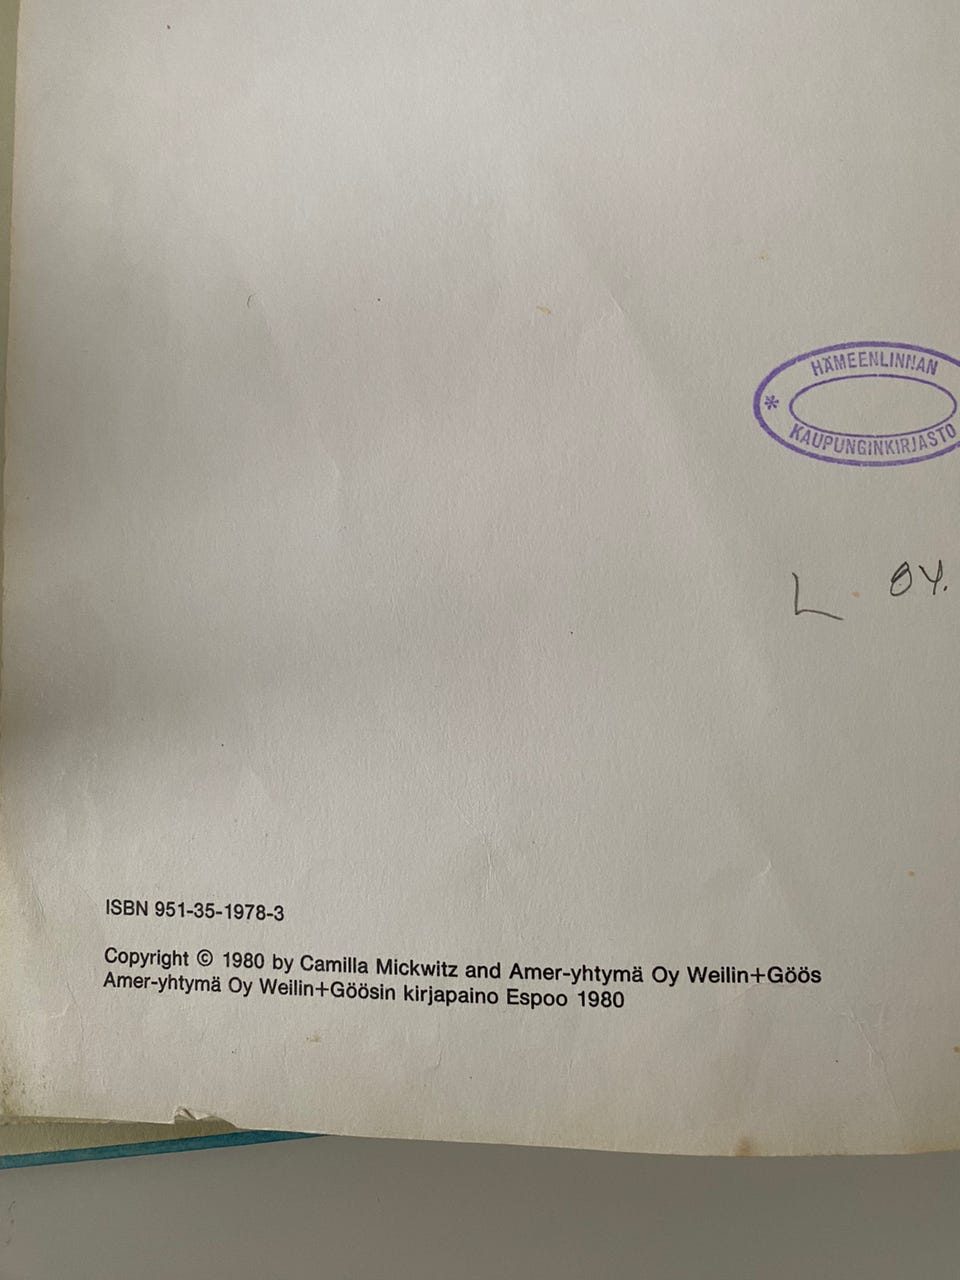 HÄMEENLINNAN
* KAUPUNGINKIRJASTO
L 84.
ISBN 951-35-1978-3
Copyright © 1980 by Camilla Mickwitz and Amer-yhtymä Oy Weilin+Göös
Amer-yhtymä Oy Weilin+Göösin kirjapaino Espoo 1980